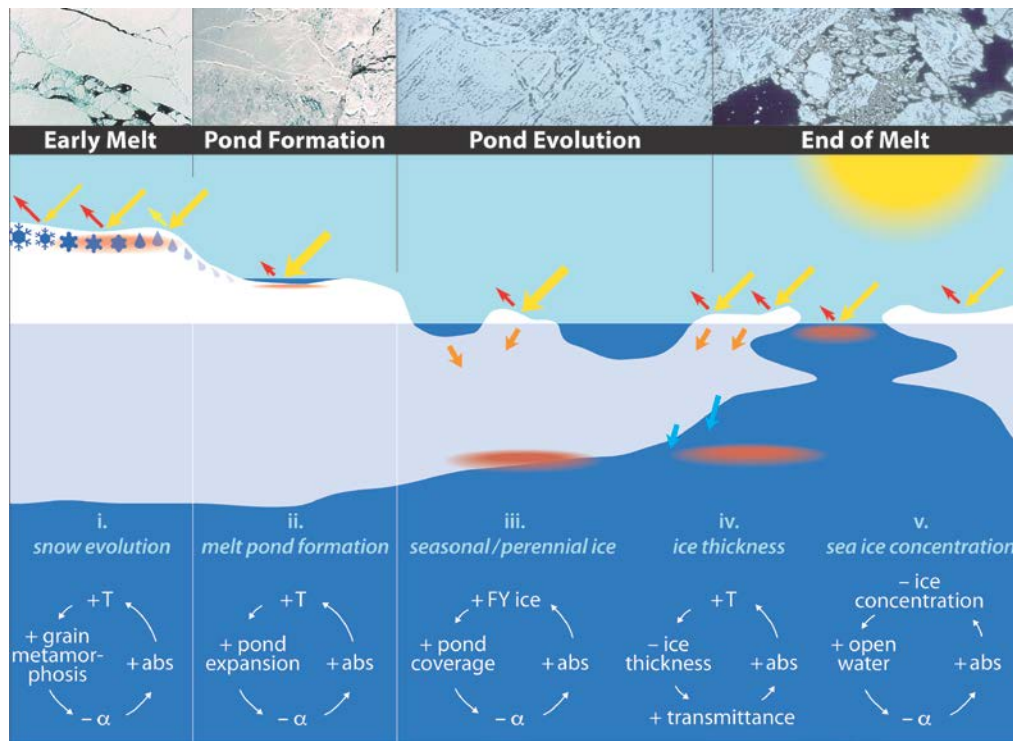 Early Melt
Pond Formation
Pond Evolution
End of Melt
i.
snow evolution
ii.
melt pond formation
iii.
seasonal/perennial ice
iv.
ice thickness
v.
sea ice concentration
+T
+ grain
metamor-
phosis
+ abs
– α
+T
+ pond
expansion
+ abs
– α
+ FY ice
+ pond
coverage
+ abs
– α
+T
– ice
thickness
+ abs
+ transmittance
– ice
concentration
+ open
water
+ abs
– α